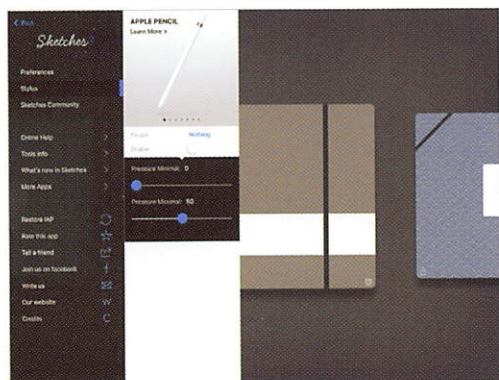 Back
Sketches
Preferences
Stylus
Sketches Community
Online Help
Tools info
What's new in Sketches
More Apps
Restore IAP
Rate this app
Tell a friend
Join us on facebook
Write us
Our website
W
Credits
C
APPLE PENCIL
Learn More >
Nothing
Pressure Minimal: 0
Pressure Maximal: 50